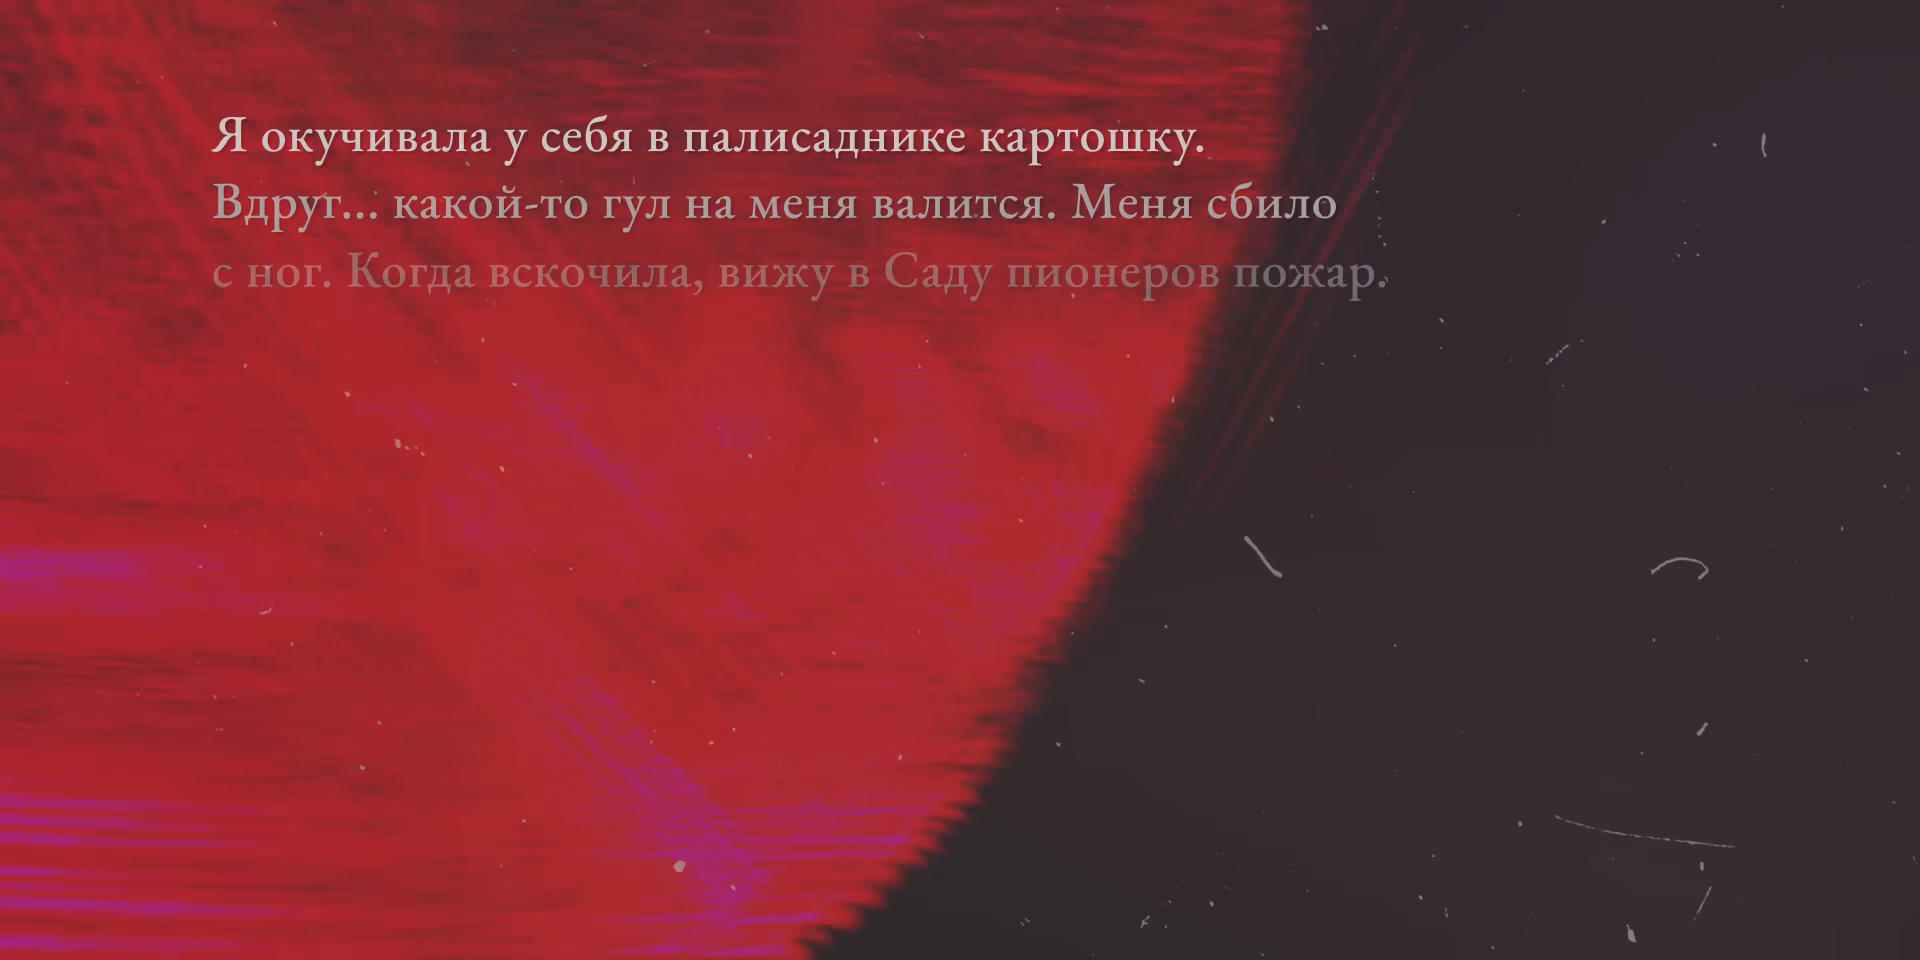 Я окучивала у себя в палисаднике картошку.
Вдруг... какой-то гул на меня валится. Меня сбило
с ног. Когда вскочила, вижу в Саду пионеров пожар.